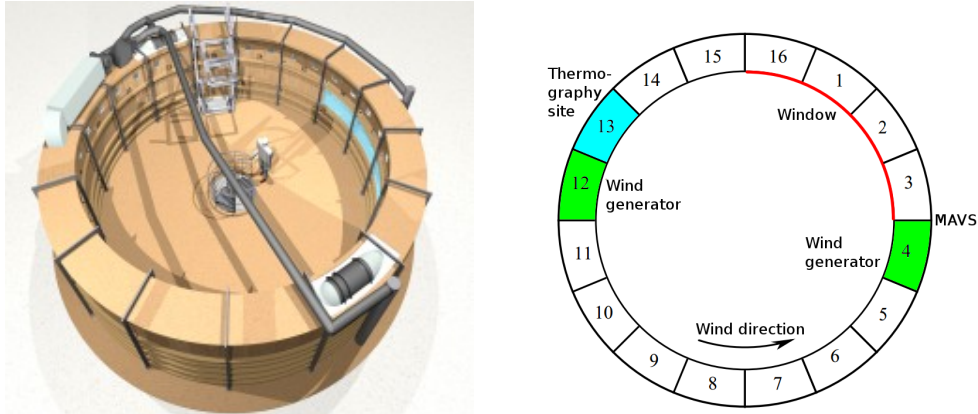 15
16
14
1
Thermo-
graphy
site
Window
13
2
12
Wind
generator
3
MAVS
11
Wind
generator
4
10
5
Wind direction
9
6
8
7